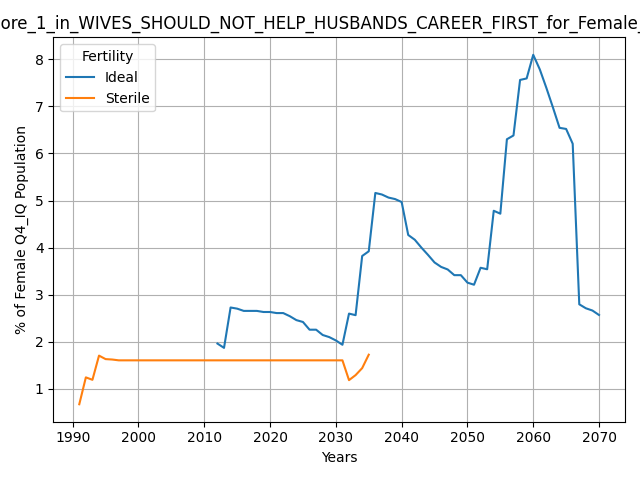 ore_1_in_WIVES_SHOULD_NOT_HELP_HUSBANDS_CAREER_FIRST_for_Female_
Fertility
Ideal
Sterile
% of Female Q4_IQ Population
8
7
6
5
4
3
2
1
1990 2000 2010 2020 2030 2040 2050 2060 2070
Years